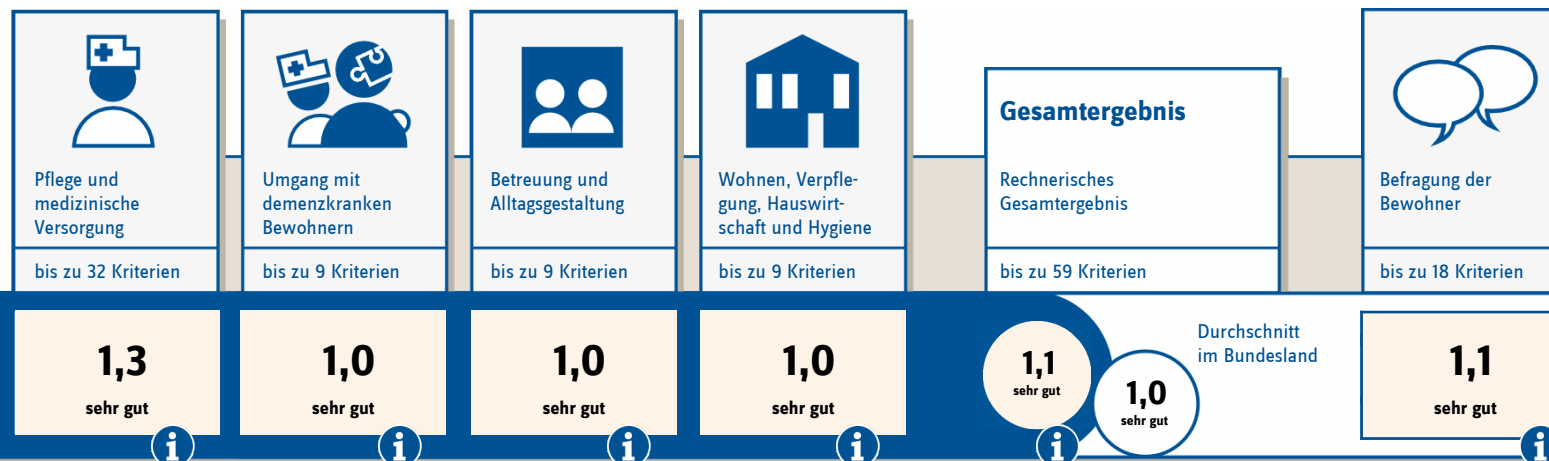 Pflege und
medizinische
Versorgung
bis zu 32 Kriterien
1,3
sehr gut
i
Umgang mit
demenzkranken
Bewohnern
bis zu 9 Kriterien
1,0
sehr gut
i
Betreuung und
Alltagsgestaltung
bis zu 9 Kriterien
1,0
sehr gut
i
Wohnen, Verpfle-
gung, Hauswirt-
schaft und Hygiene
bis zu 9 Kriterien
1,0
sehr gut
i
Gesamtergebnis
Rechnerisches
Gesamtergebnis
bis zu 59 Kriterien
1,1
sehr gut
i
Durchschnitt
im Bundesland
1,0
sehr gut
Befragung der
Bewohner
bis zu 18 Kriterien
1,1
sehr gut
i